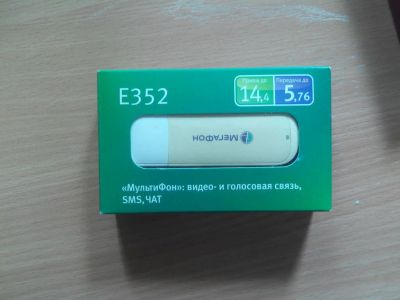 E352
Приём до
14,4
Передача до
5,76
МЕГАФОН
«МультиФон»: видео- и голосовая связь,
SMS, ЧАТ